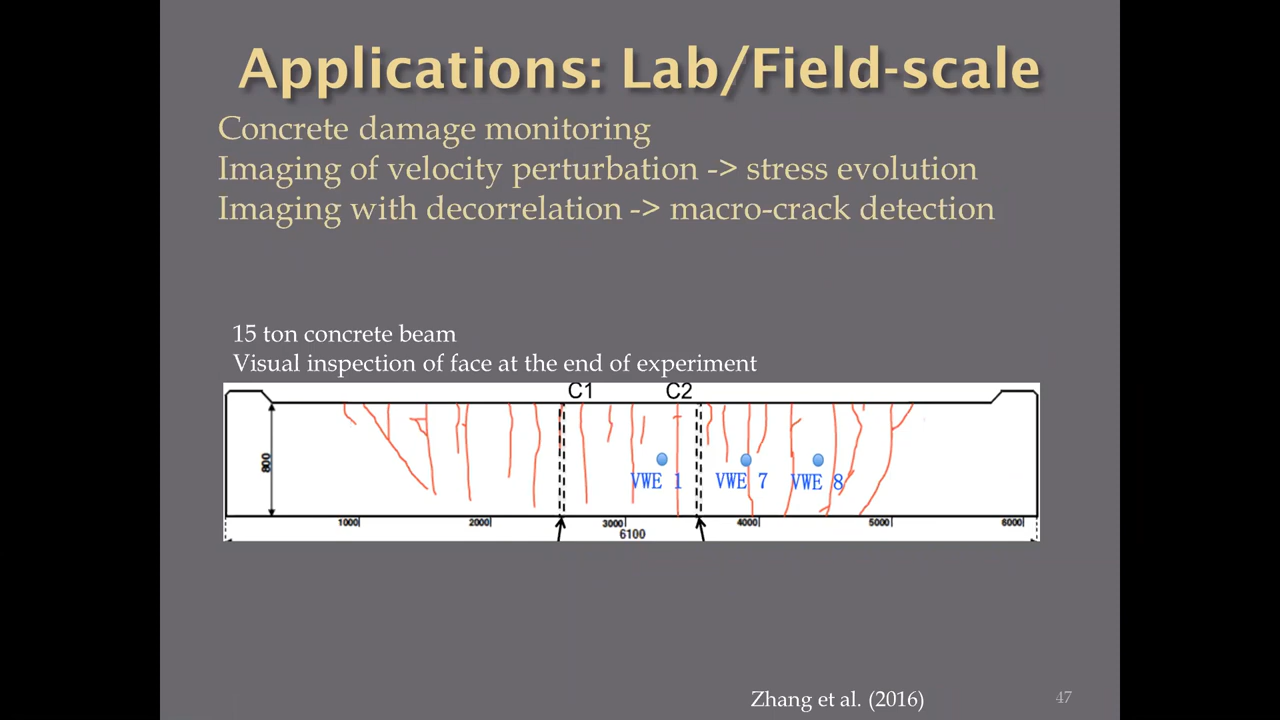 Applications: Lab/Field-scale
Concrete damage monitoring
Imaging of velocity perturbation -> stress evolution
Imaging with decorrelation -> macro-crack detection
15 ton concrete beam
Visual inspection of face at the end of experiment
C1 C2
800
VWE 1 VWE 7 VWE 8
1000 2000 3000 4000 5000 6000
6100
Zhang et al. (2016)
47